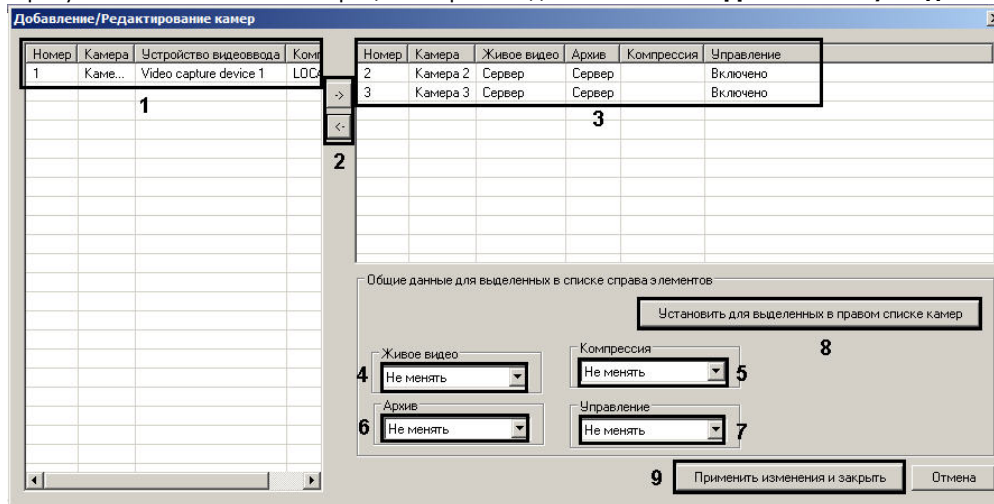 Добавление/Редактирование камер
Номер Камера Устройство видеоввода Комп
1 Каме... Video capture device 1 LOCA
1
->
<-
2
Номер Камера Живое видео Архив Компрессия Управление
2 Камера 2 Сервер Сервер Включено
3 Камера 3 Сервер Сервер Включено
3
Общие данные для выделенных в списке справа элементов
Установить для выделенных в правом списке камер
8
Живое видео
4 Не менять
Компрессия
Не менять 5
Архив
6 Не менять
Управление
Не менять 7
9 Применить изменения и закрыть Отмена